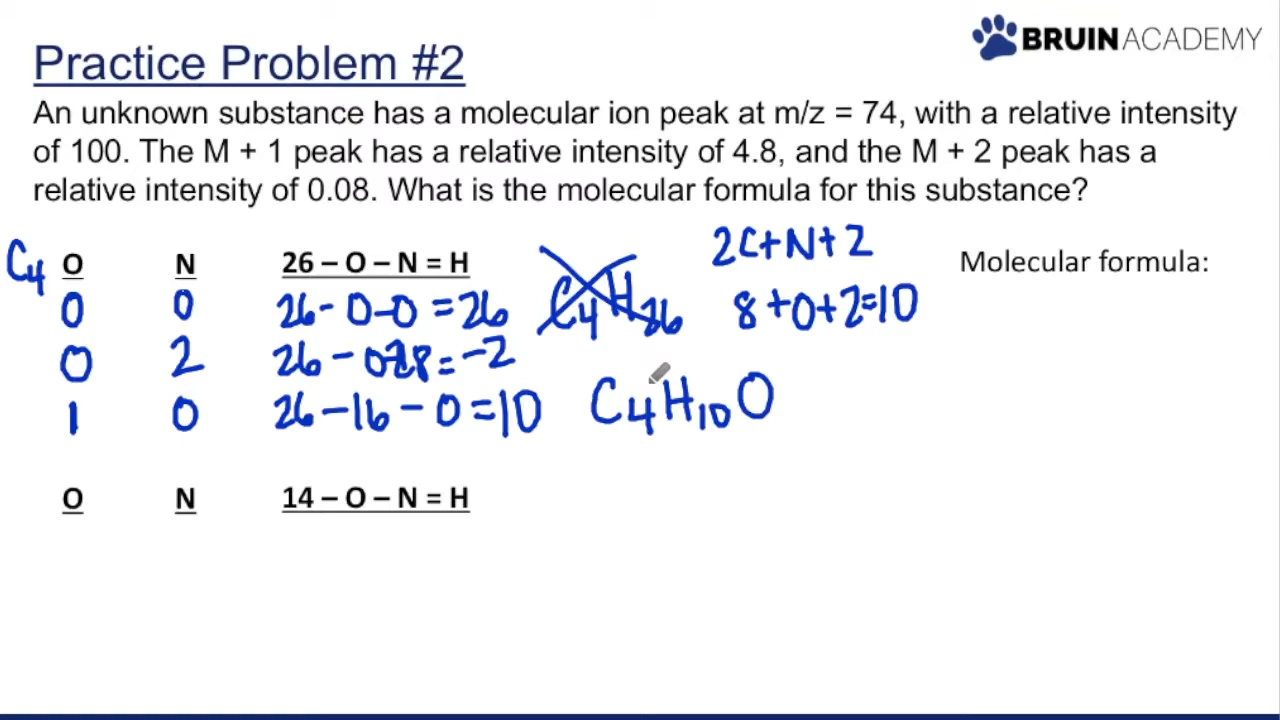 BRUIN ACADEMY
Practice Problem #2
An unknown substance has a molecular ion peak at m/z = 74, with a relative intensity
of 100. The M + 1 peak has a relative intensity of 4.8, and the M + 2 peak has a
relative intensity of 0.08. What is the molecular formula for this substance?
C4 O N 26 – O – N = H 2C+N+2 Molecular formula:
0 0 26-0-0=26 C4H26 8+0+2=10
0 2 26-0-28=-2
1 0 26-16-0=10 C4H10O
O N 14 – O – N = H